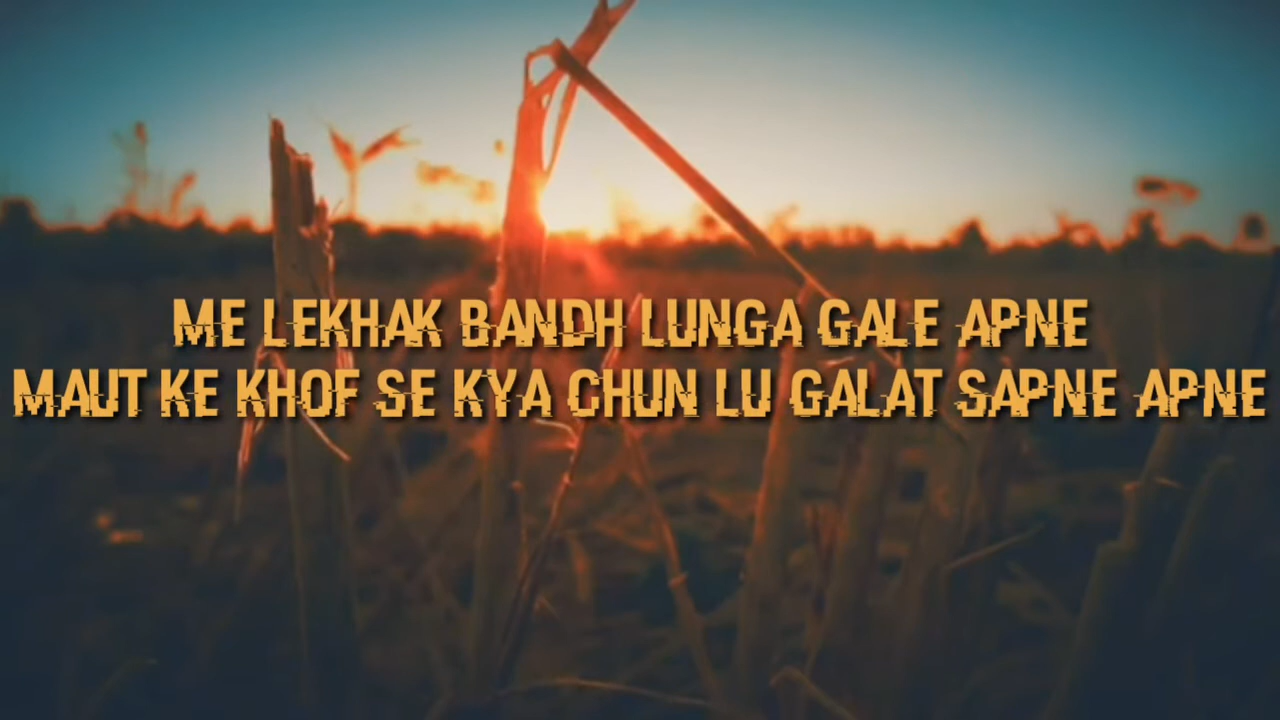 ME LEKHAK BANDH LUNGA GALE APNE
MAUT KE KHOF SE KYA CHUN LU GALAT SAPNE APNE